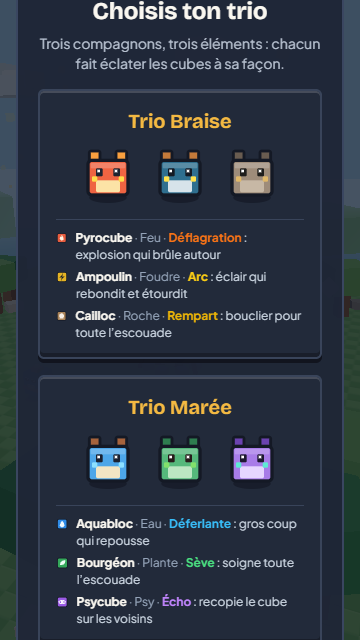 Choisis ton trio
Trois compagnons, trois éléments : chacun
fait éclater les cubes à sa façon.
Trio Braise
Pyrocube · Feu · Déflagration :
explosion qui brûle autour
Ampoulin · Foudre · Arc : éclair qui
rebondit et étourdit
Cailloc · Roche · Rempart : bouclier pour
toute l’escouade
Trio Marée
Aquabloc · Eau · Déferlante : gros coup
qui repousse
Bourgéon · Plante · Sève : soigne toute
l’escouade
Psycube · Psy · Écho : recopie le cube
sur les voisins